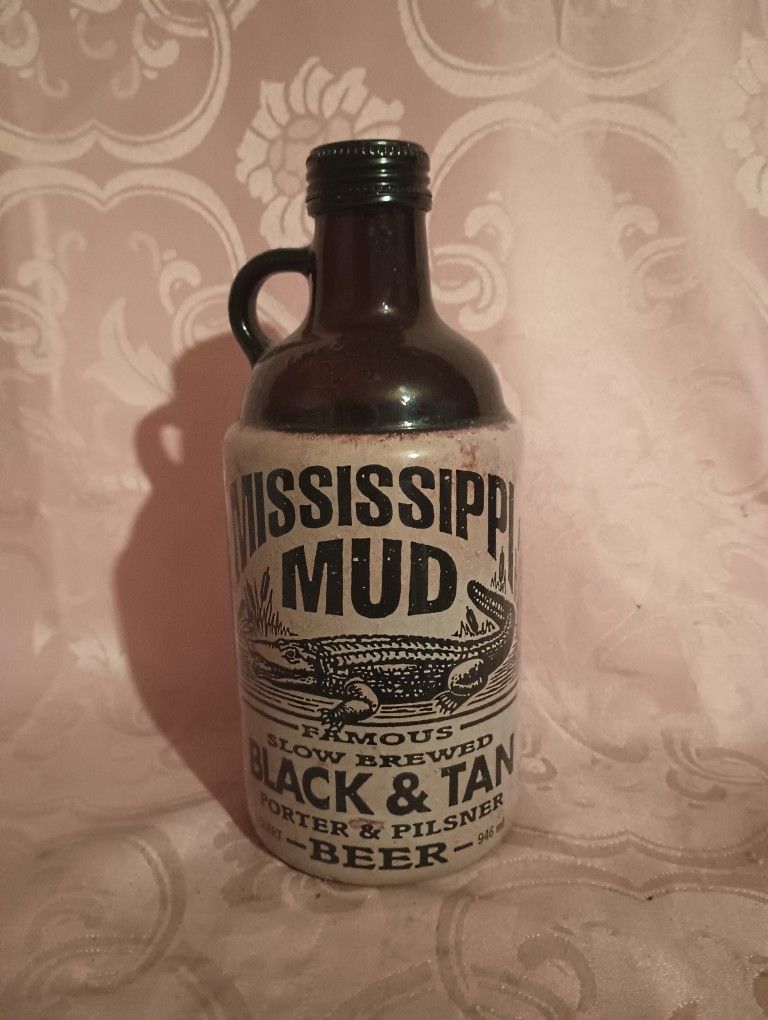 MISSISSIPPI
MUD
FAMOUS
SLOW BREWED
BLACK & TAN
PORTER & PILSNER
946 ml
BEER